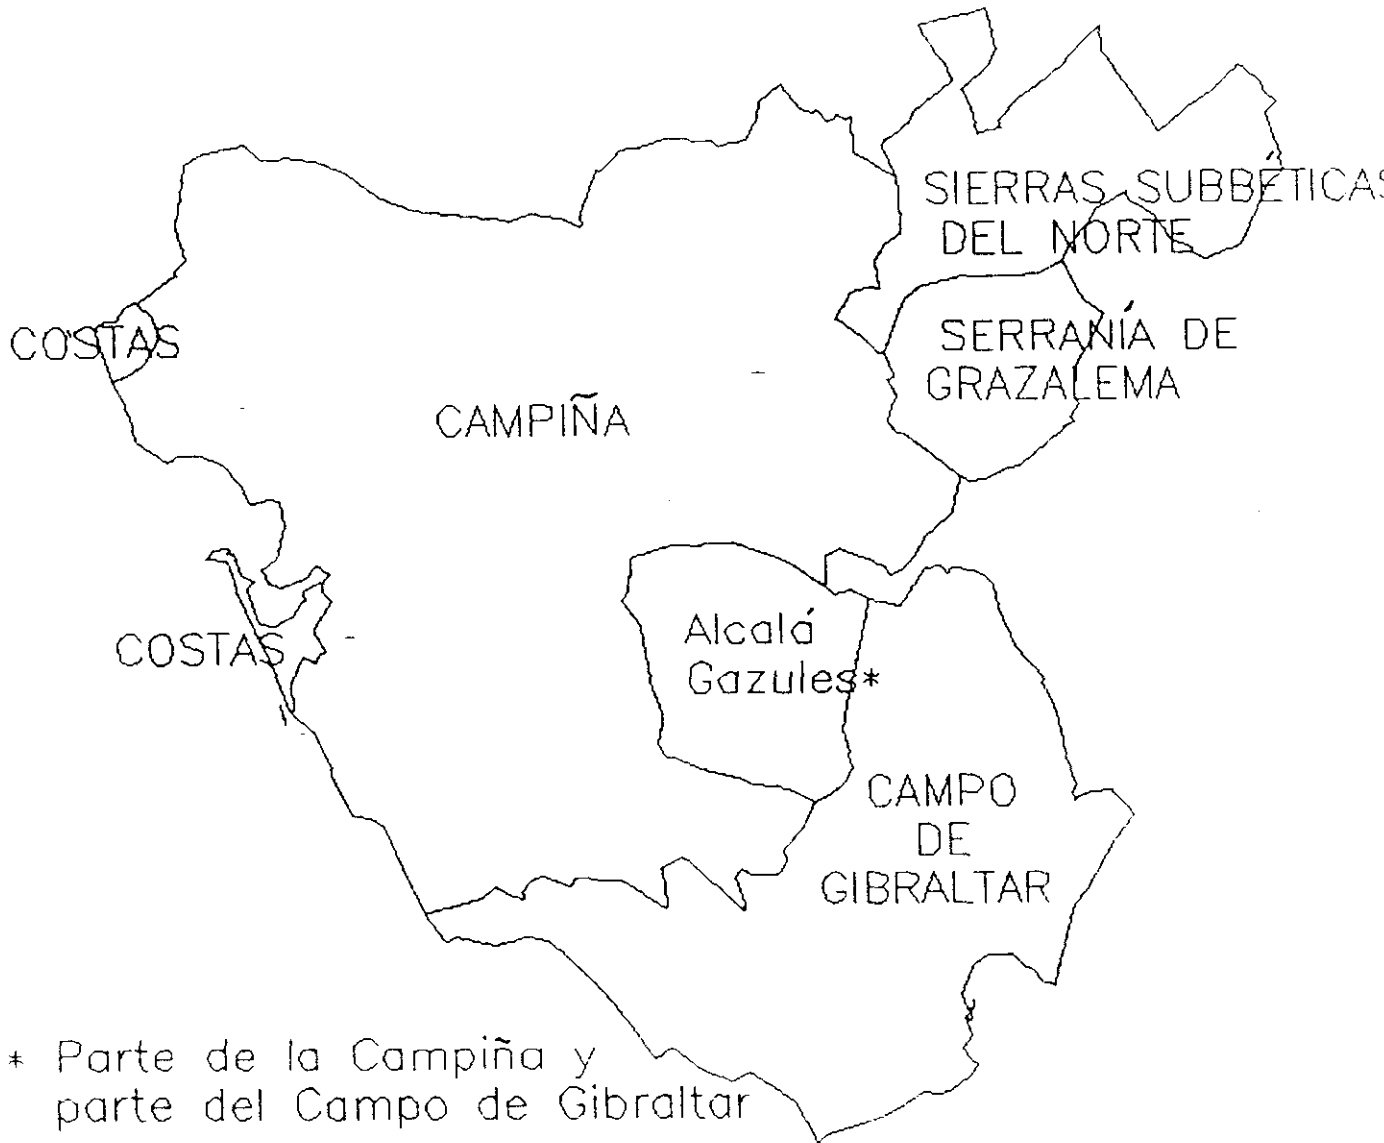 SIERRAS SUBBÉTICAS
DEL NORTE
COSTAS
SERRANÍA DE
GRAZALEMA
CAMPIÑA
COSTAS
Alcalá
Gazules*
CAMPO
DE
GIBRALTAR
* Parte de la Campiña y
parte del Campo de Gibraltar